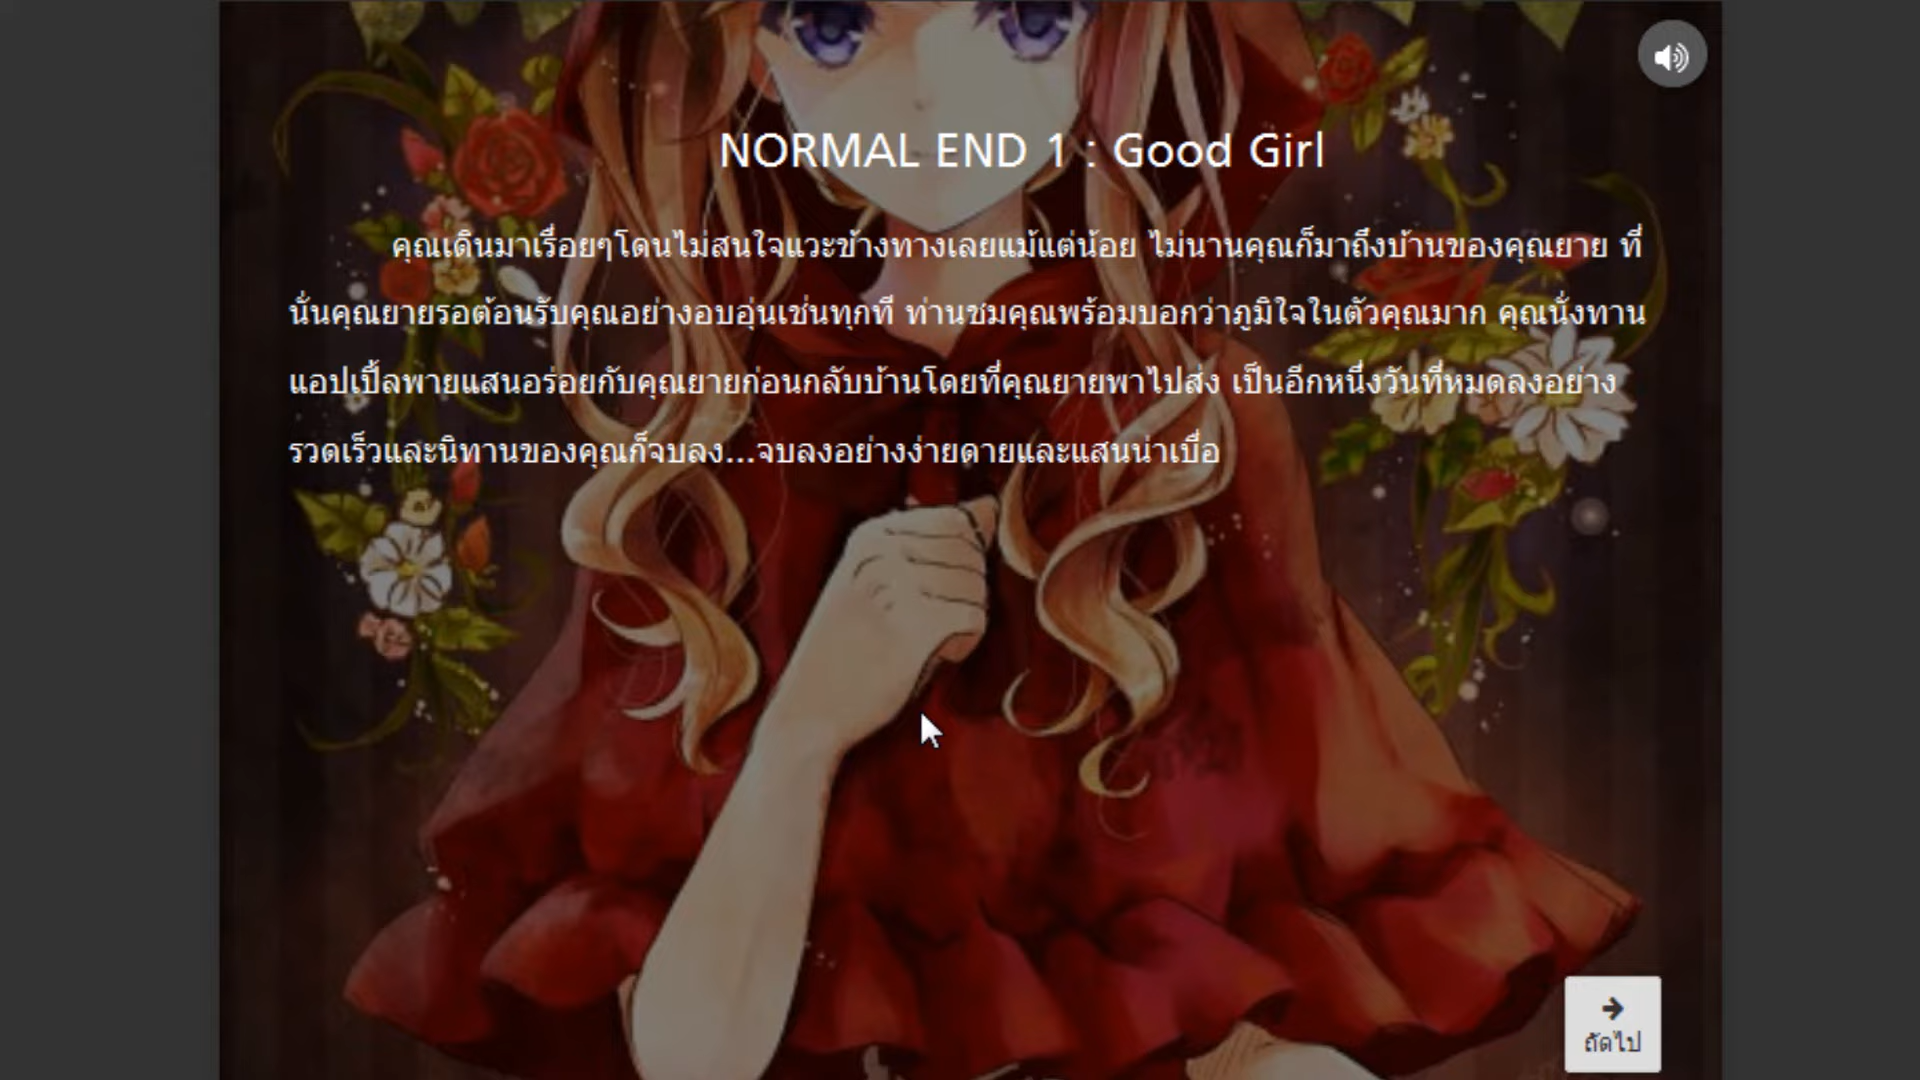 NORMAL END 1 : Good Girl
คุณเดินมาเรื่อยๆโดนไม่สนใจแวะข้างทางเลยแม้แต่น้อย ไม่นานคุณก็มาถึงบ้านของคุณยาย ที่
นั่นคุณยายรอต้อนรับคุณอย่างอบอุ่นเช่นทุกที ท่านชมคุณพร้อมบอกว่าภูมิใจในตัวคุณมาก คุณนั่งทาน
แอปเปิ้ลพายแสนอร่อยกับคุณยายก่อนกลับบ้านโดยที่คุณยายพาไปส่ง เป็นอีกหนึ่งวันที่หมดลงอย่าง
รวดเร็วและนิทานของคุณก็จบลง...จบลงอย่างง่ายดายและแสนน่าเบื่อ
ถัดไป